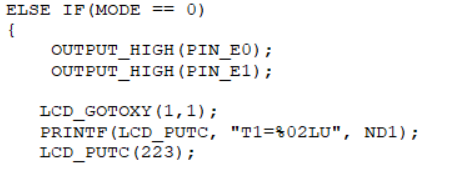 ELSE IF(MODE == 0)
{
OUTPUT_HIGH(PIN_E0);
OUTPUT_HIGH(PIN_E1);
LCD_GOTOXY(1,1);
PRINTF(LCD_PUTC, "T1=%02LU", ND1);
LCD_PUTC(223);